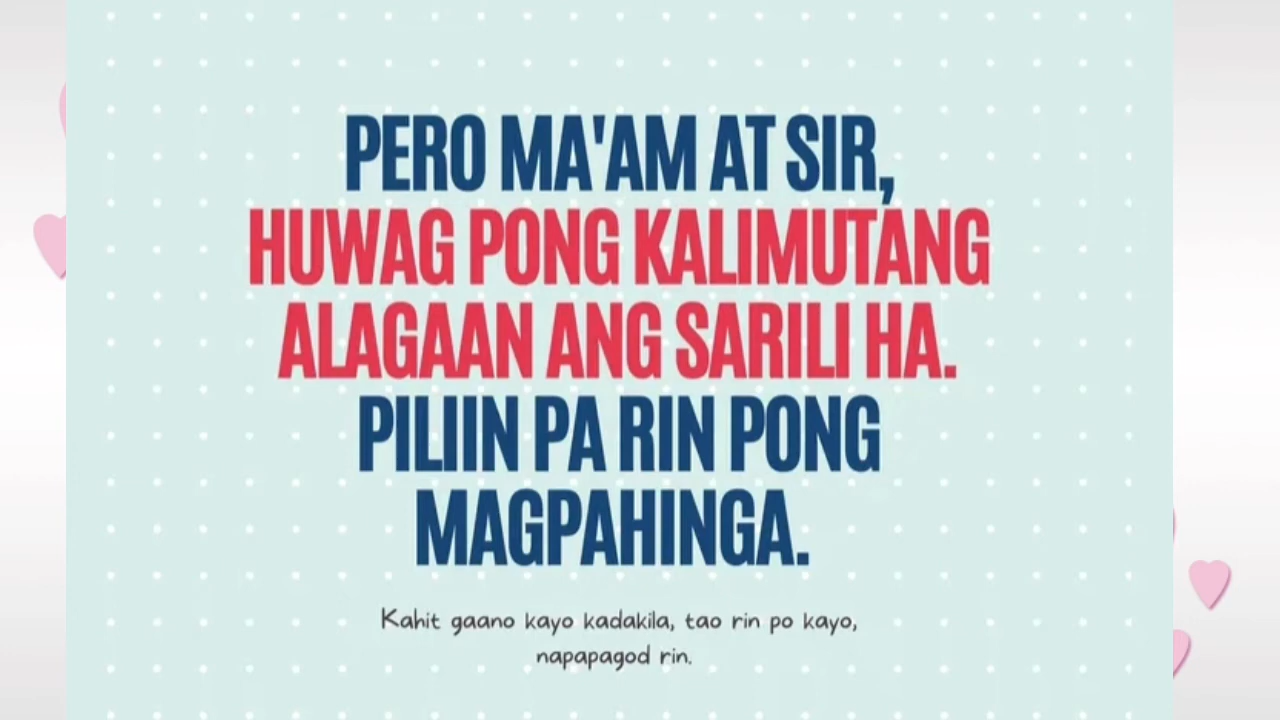 PERO MA'AM AT SIR,
HUWAG PONG KALIMUTANG
ALAGAAN ANG SARILI HA.
PILIIN PA RIN PONG
MAGPAHINGA.
Kahit gaano kayo kadakila, tao rin po kayo,
napapagod rin.